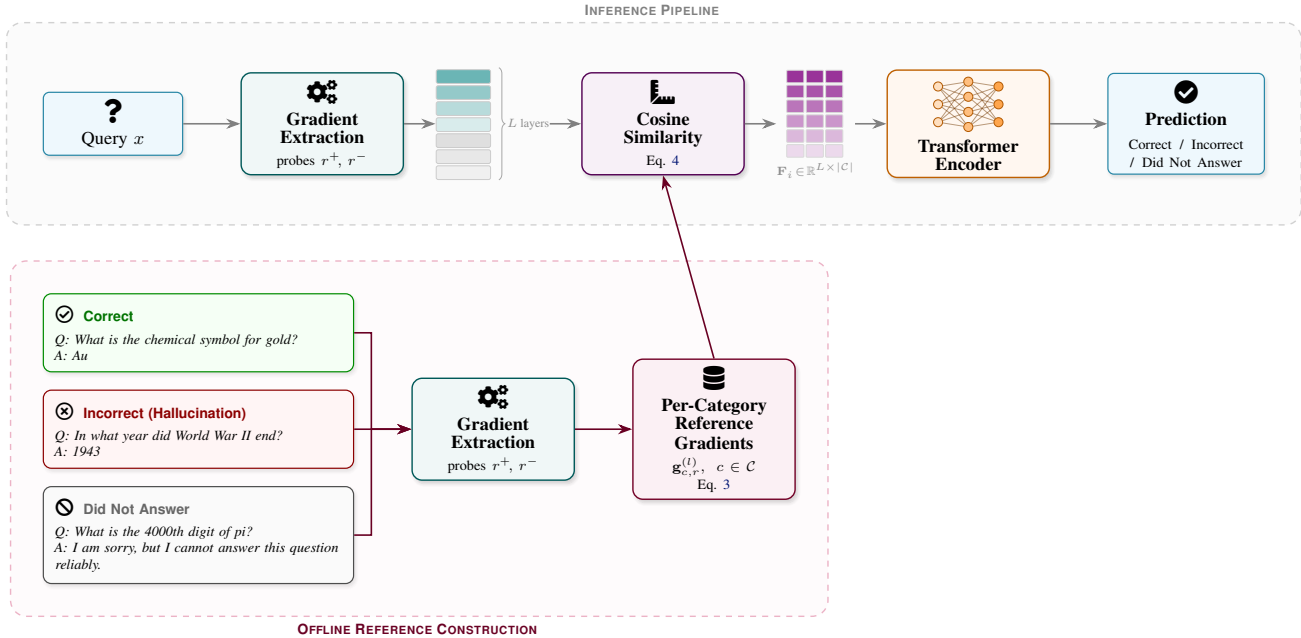 INFERENCE PIPELINE
Query x
Gradient
Extraction
probes r⁺, r⁻
L layers
Cosine
Similarity
Eq. 4
F_i ∈ ℝ^{L×|C|}
Transformer
Encoder
Prediction
Correct / Incorrect
/ Did Not Answer
Correct
Q: What is the chemical symbol for gold?
A: Au
Incorrect (Hallucination)
Q: In what year did World War II end?
A: 1943
Did Not Answer
Q: What is the 4000th digit of pi?
A: I am sorry, but I cannot answer this question
reliably.
Gradient
Extraction
probes r⁺, r⁻
Per-Category
Reference
Gradients
g_{c,r}^{(l)}, c ∈ C
Eq. 3
OFFLINE REFERENCE CONSTRUCTION